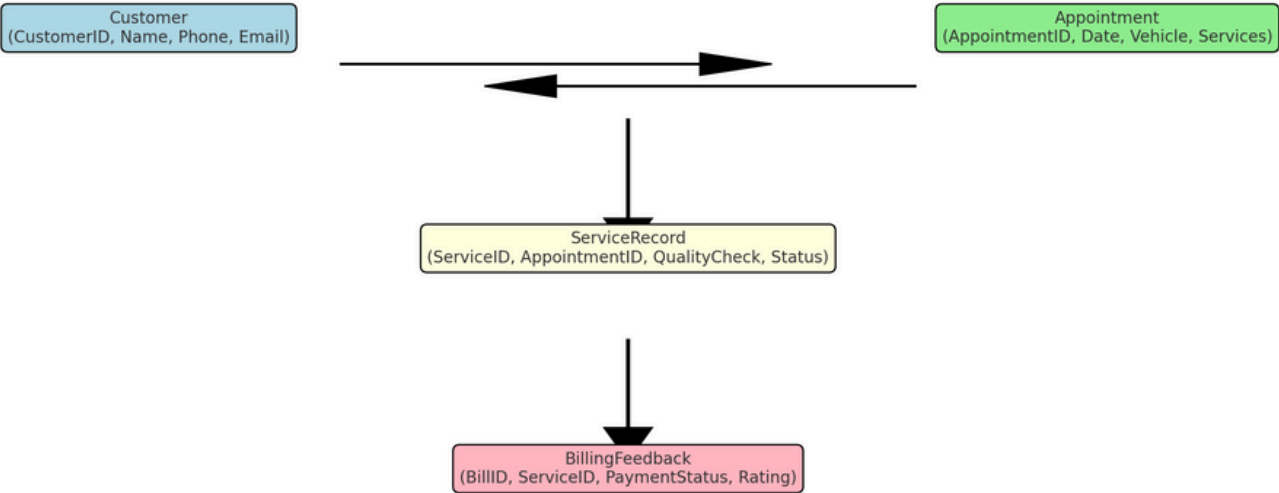 Customer
(CustomerID, Name, Phone, Email)
Appointment
(AppointmentID, Date, Vehicle, Services)
ServiceRecord
(ServiceID, AppointmentID, QualityCheck, Status)
BillingFeedback
(BillID, ServiceID, PaymentStatus, Rating)